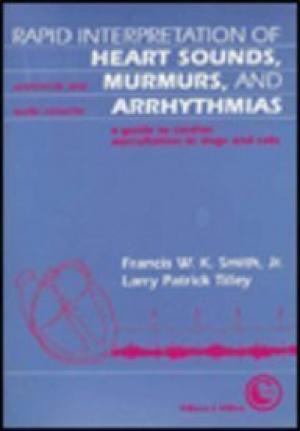 RAPID INTERPRETATION OF
HEART SOUNDS,
MURMURS, AND
ARRHYTHMIAS
a guide to cardiac
auscultation in dogs and cats
Francis W. K. Smith, Jr.
Larry Patrick Tilley